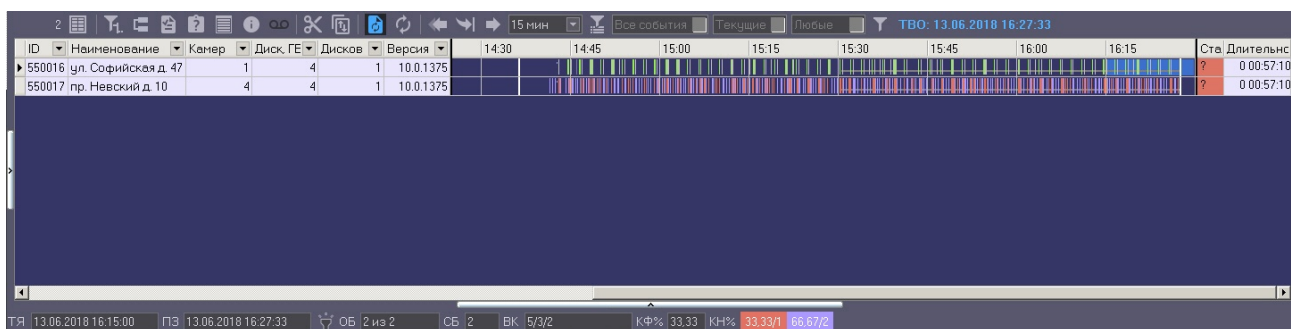 2 15 мин Все события Текущие Любые ТВО: 13.06.2018 16:27:33
ID Наименование Камер Диск, ГЕ Дисков Версия 14:30 14:45 15:00 15:15 15:30 15:45 16:00 16:15 Ста Длительнс
550016 ул. Софийская д. 47 1 4 1 10.0.1375 ? 0 00:57:10
550017 пр. Невский д. 10 4 4 1 10.0.1375 ? 0 00:57:10
ТЯ 13.06.2018 16:15:00 ПЗ 13.06.2018 16:27:33 ОБ 2 из 2 СБ 2 ВК 5/3/2 КФ% 33,33 КН% 33,33/1 66,67/2